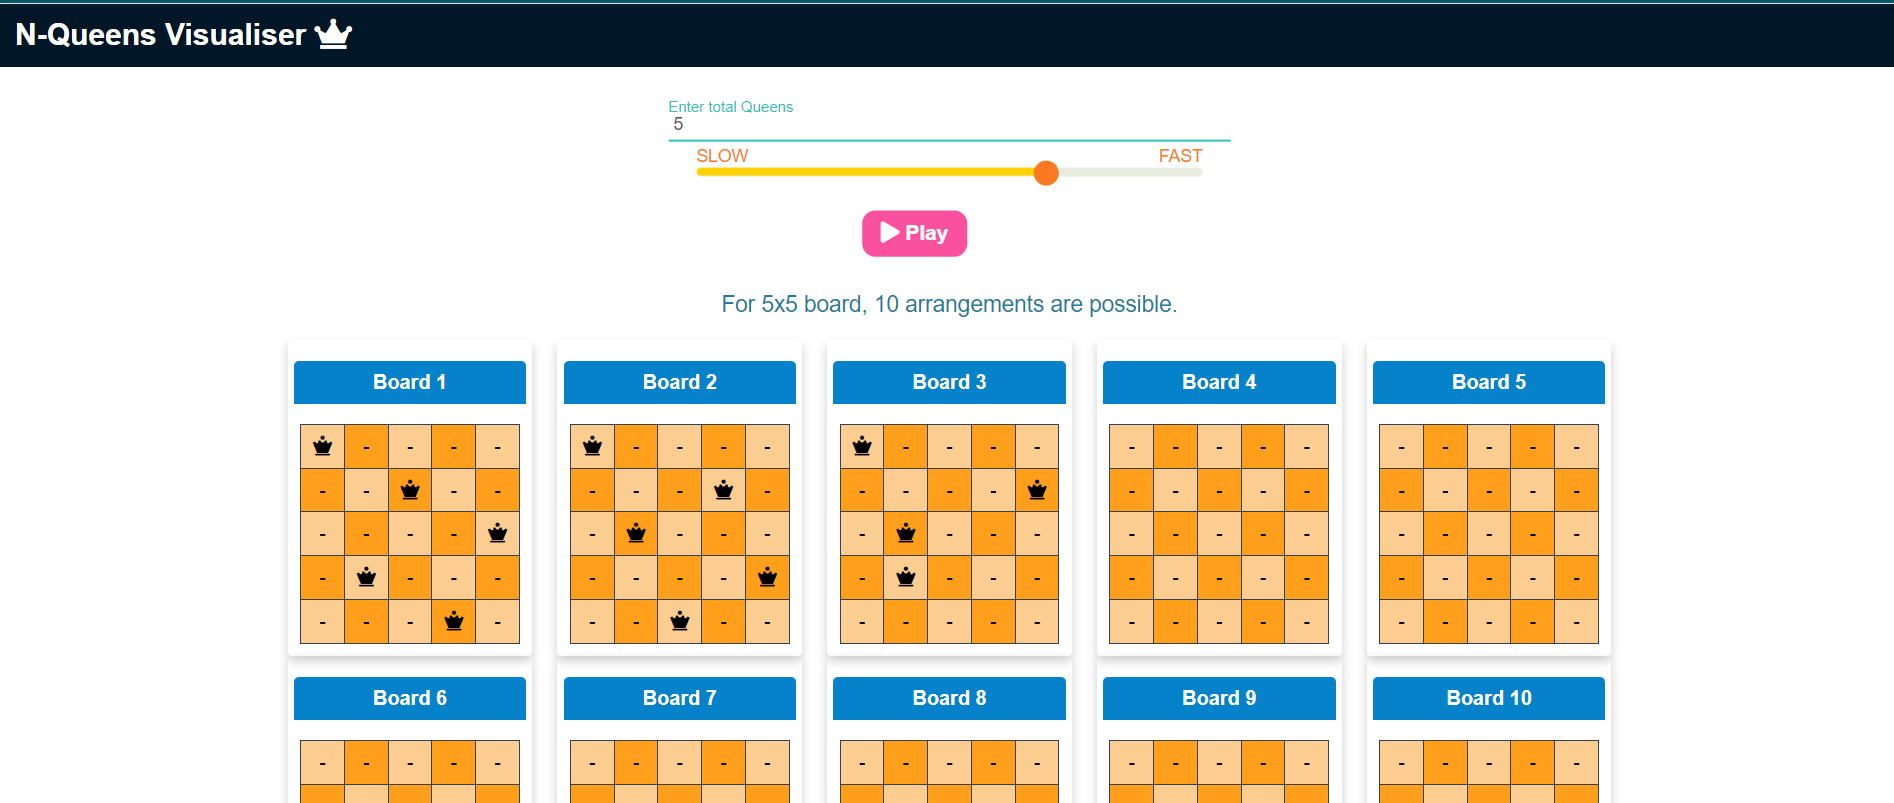 N-Queens Visualiser
Enter total Queens
5
SLOW FAST
Play
For 5x5 board, 10 arrangements are possible.
Board 1 Board 2 Board 3 Board 4 Board 5
- - - - - - - - - - - - - - - - - - - - - -
- - - - - - - - - - - - - - - - - - - - - -
- - - - - - - - - - - - - - - - - - - - - -
- - - - - - - - - - - - - - - - - - - - - -
- - - - - - - - - - - - - - - - - - - - - - -
Board 6 Board 7 Board 8 Board 9 Board 10
- - - - - - - - - - - - - - - - - - - - - - - - -